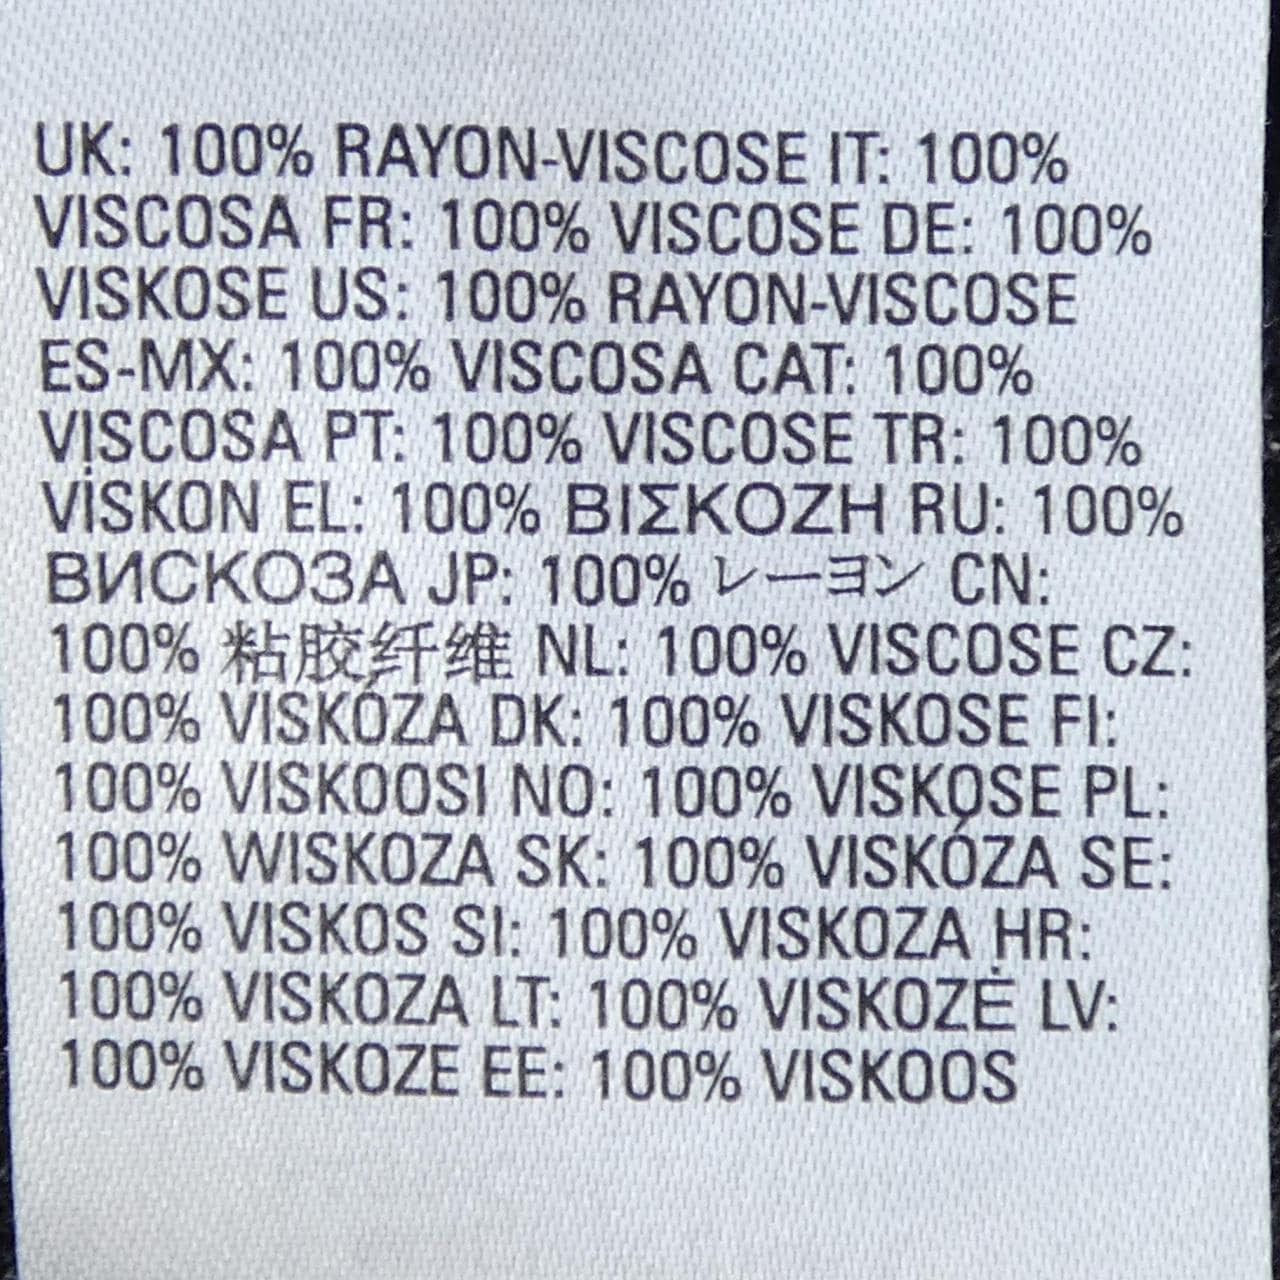 UK: 100% RAYON-VISCOSE IT: 100%
VISCOSA FR: 100% VISCOSE DE: 100%
VISKOSE US: 100% RAYON-VISCOSE
ES-MX: 100% VISCOSA CAT: 100%
VISCOSA PT: 100% VISCOSE TR: 100%
VİSKON EL: 100% ΒΙΣΚΟΖΗ RU: 100%
ВИСКОЗА JP: 100% レーヨン CN:
100% 粘胶纤维 NL: 100% VISCOSE CZ:
100% VISKÓZA DK: 100% VISKOSE FI:
100% VISKOOSI NO: 100% VISKOSE PL:
100% WISKOZA SK: 100% VISKÓZA SE:
100% VISKOS SI: 100% VISKOZA HR:
100% VISKOZA LT: 100% VISKOZĖ LV:
100% VISKOZE EE: 100% VISKOOS